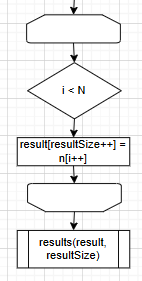 i < N
result[resultSize++] =
n[i++]
results(result,
resultSize)